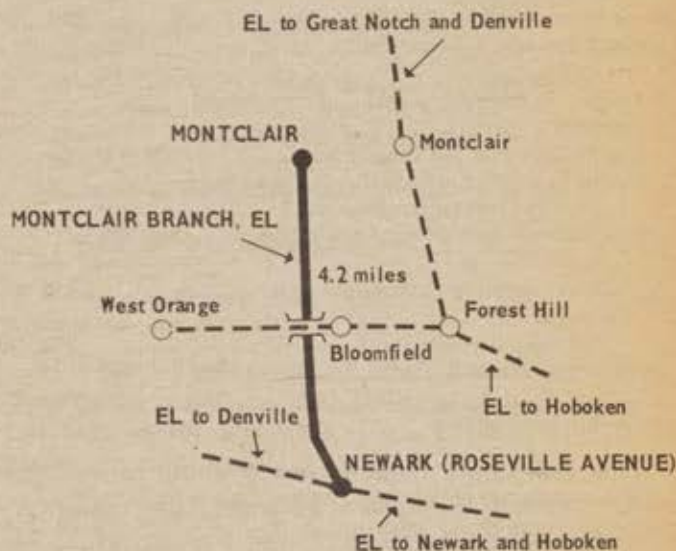 EL to Great Notch and Denville
MONTCLAIR
Montclair
MONTCLAIR BRANCH, EL
4.2 miles
West Orange
Forest Hill
Bloomfield
EL to Hoboken
EL to Denville
NEWARK (ROSEVILLE AVENUE)
EL to Newark and Hoboken